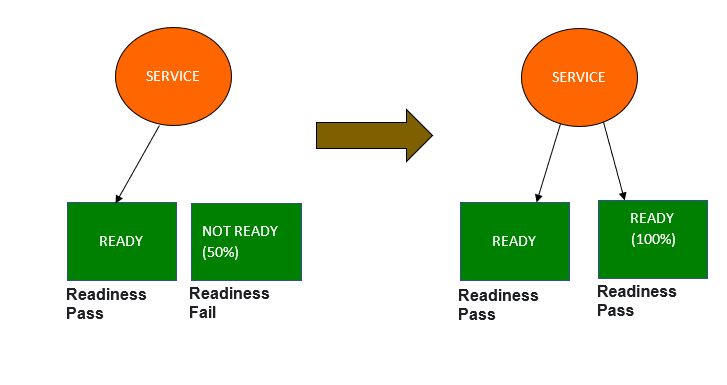 SERVICE
READY
NOT READY
(50%)
Readiness
Pass
Readiness
Fail
SERVICE
READY
READY
(100%)
Readiness
Pass
Readiness
Pass